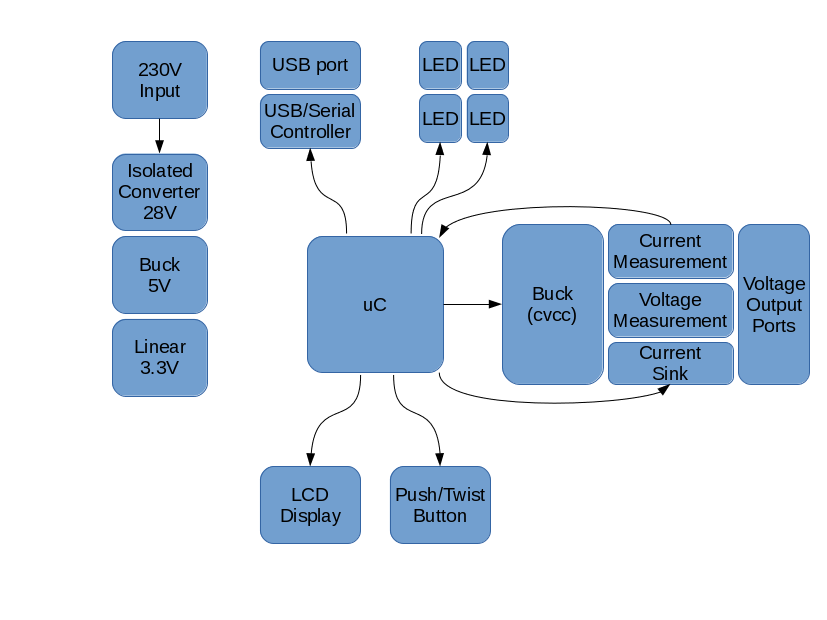 230V
Input
Isolated
Converter
28V
Buck
5V
Linear
3.3V
USB port
USB/Serial
Controller
LED
LED
LED
LED
uC
Buck
(cvcc)
Current
Measurement
Voltage
Measurement
Current
Sink
Voltage
Output
Ports
LCD
Display
Push/Twist
Button